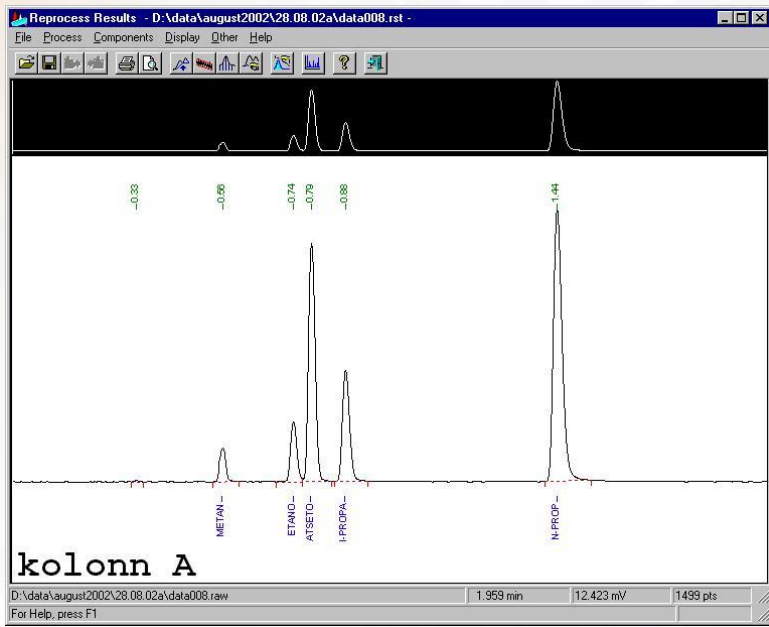 Reprocess Results - D:\data\august2002\28.08.02a\data008.rst -
File Process Components Display Other Help
0.33 0.56 0.74 0.79 0.88 1.44
METAN ETANO ATSETO I-PROPA N-PROP
kolonn A
D:\data\august2002\28.08.02a\data008.raw 1.959 min 12.423 mV 1499 pts
For Help, press F1